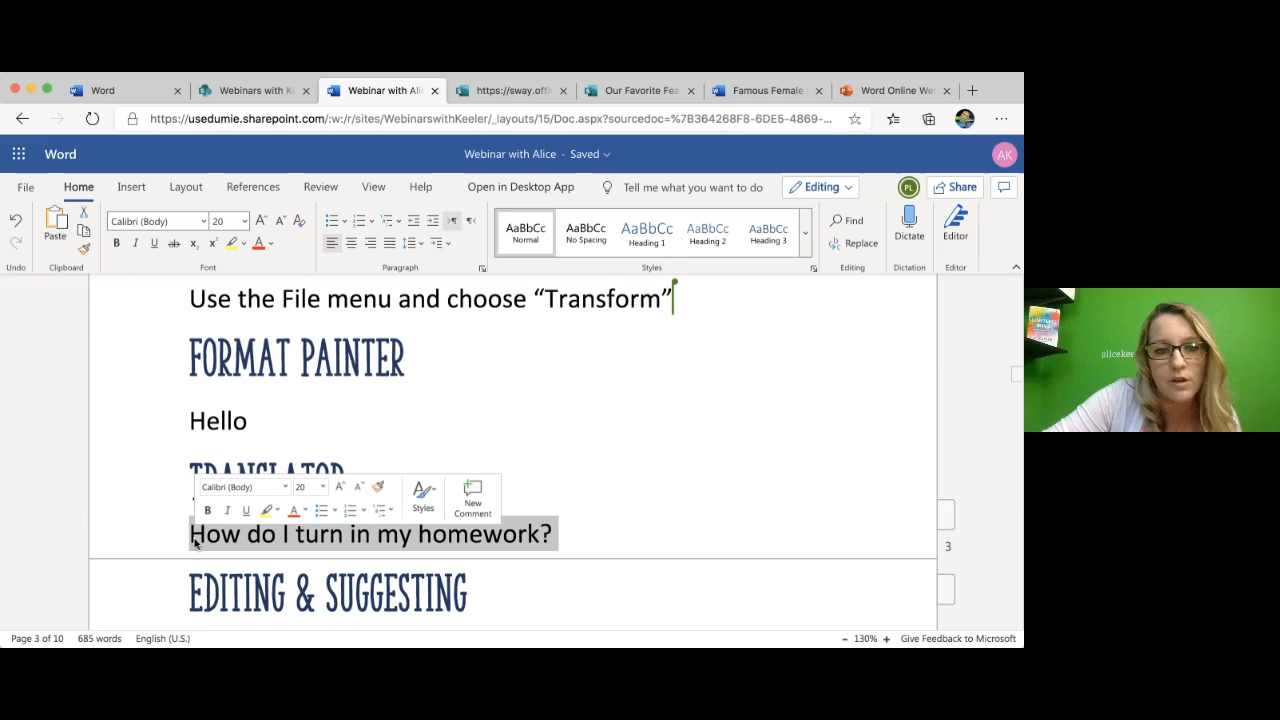 Word
Webinars with K
Webinar with Alic
https://sway.offi
Our Favorite Fea
Famous Female
Word Online We
https://usedumie.sharepoint.com/:w:/r/sites/WebinarswithKeeler/_layouts/15/Doc.aspx?sourcedoc=%7B364268F8-6DE5-4869-...
Word
Webinar with Alice - Saved
AK
File Home Insert Layout References Review View Help Open in Desktop App Tell me what you want to do Editing PL Share
Calibri (Body) 20
Paste
AaBbCc AaBbCc AaBbCc AaBbCc AaBbCc
Normal No Spacing Heading 1 Heading 2 Heading 3
Find
Replace
Dictate
Editor
Undo Clipboard Font Paragraph Styles Editing Dictation Editor
Use the File menu and choose “Transform”
FORMAT PAINTER
Hello
TRANSLATOR
Calibri (Body) 20
Styles
New Comment
How do I turn in my homework?
3
EDITING & SUGGESTING
Page 3 of 10 685 words English (U.S.) - 130% + Give Feedback to Microsoft
alicekee